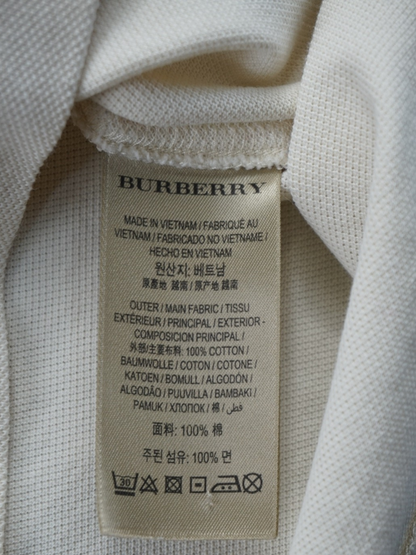 BURBERRY
MADE IN VIETNAM / FABRIQUÉ AU
VIETNAM / FABRICADO NO VIETNAME /
HECHO EN VIETNAM
원산지: 베트남
原產地 越南 / 原产地 越南
OUTER / MAIN FABRIC / TISSU
EXTÉRIEUR / PRINCIPAL / EXTERIOR -
COMPOSICION PRINCIPAL /
外部/主要布料: 100% COTTON /
BAUMWOLLE / COTON / COTONE /
KATOEN / BOMULL / ALGODÓN /
ALGODÃO / PUUVILLA / BAMBAKI /
PAMUK / ХЛОПОК / 棉 / قطن
面料: 100% 棉
주된 섬유: 100% 면
30